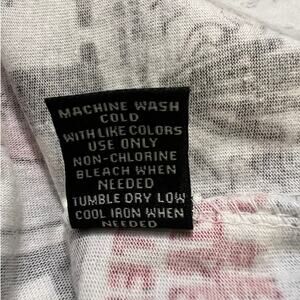 MACHINE WASH
COLD
WITH LIKE COLORS
USE ONLY
NON-CHLORINE
BLEACH WHEN
NEEDED
TUMBLE DRY LOW
COOL IRON WHEN
NEEDED